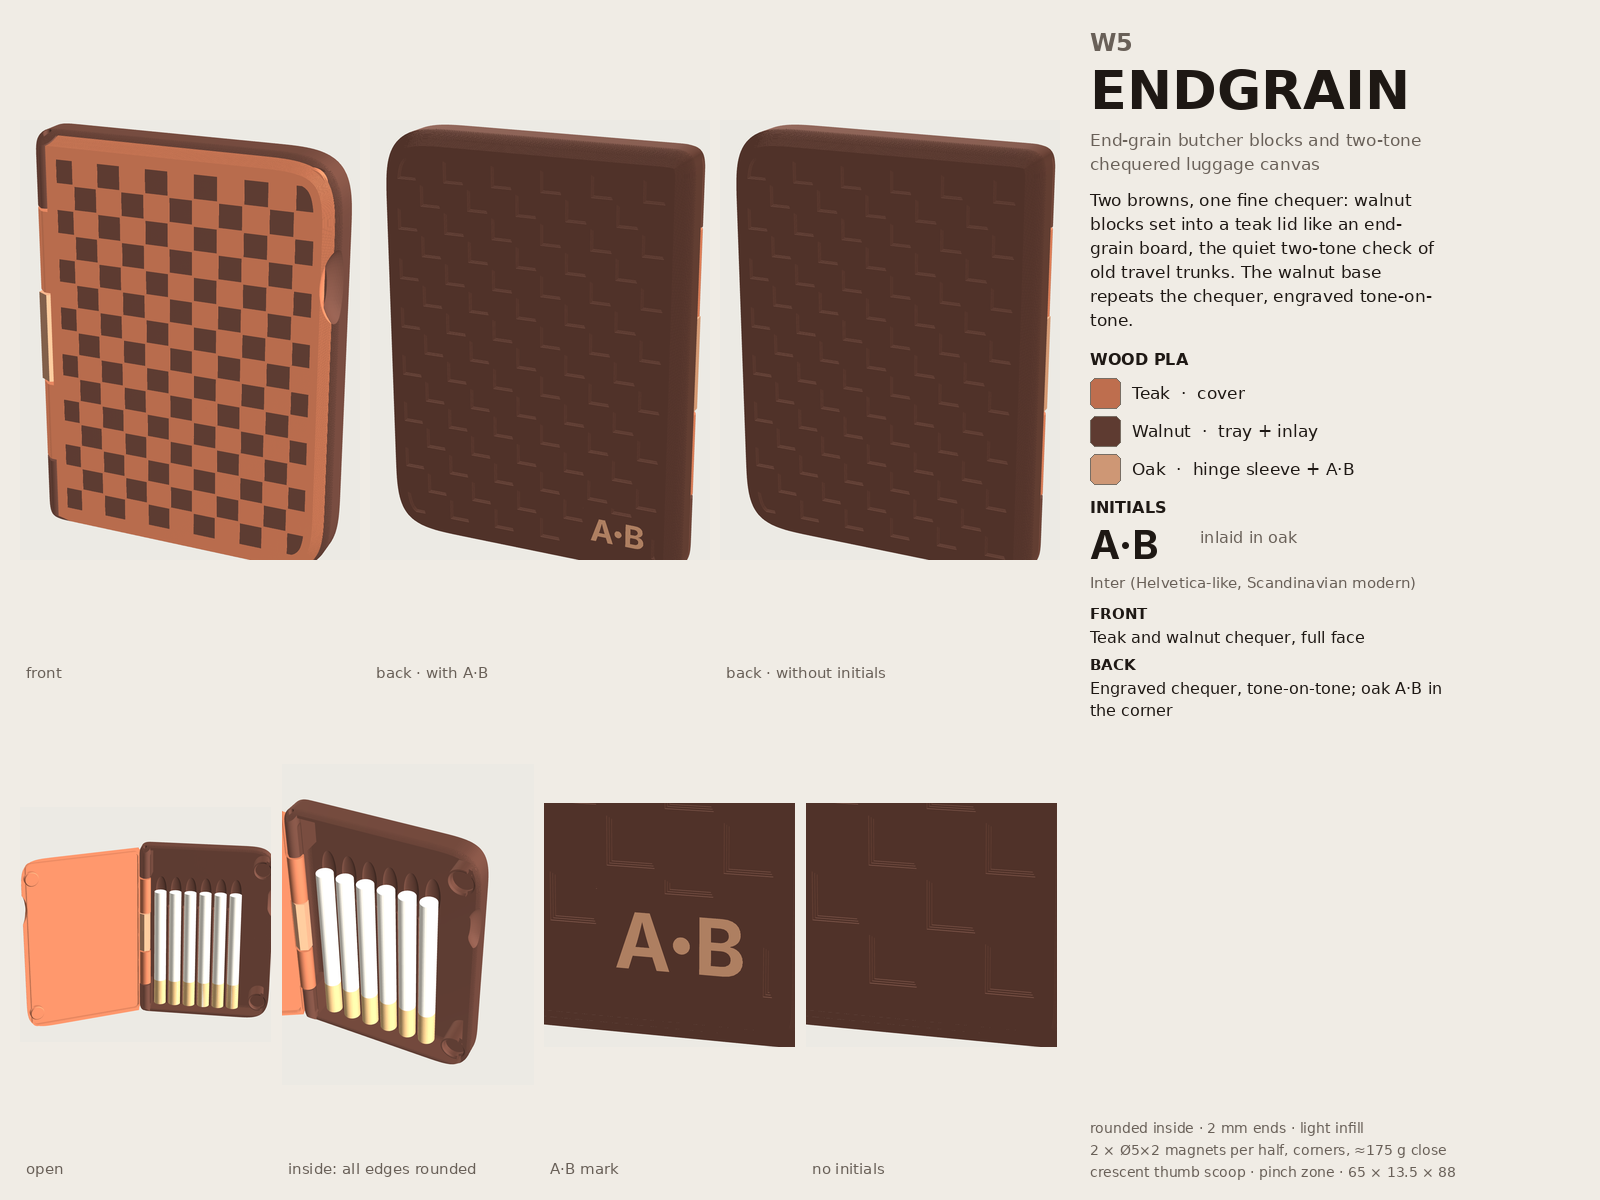 W5
ENDGRAIN
End-grain butcher blocks and two-tone
chequered luggage canvas
Two browns, one fine chequer: walnut
blocks set into a teak lid like an end-
grain board, the quiet two-tone check of
old travel trunks. The walnut base
repeats the chequer, engraved tone-on-
tone.
WOOD PLA
Teak · cover
Walnut · tray + inlay
Oak · hinge sleeve + A·B
INITIALS
A·B inlaid in oak
Inter (Helvetica-like, Scandinavian modern)
FRONT
Teak and walnut chequer, full face
BACK
Engraved chequer, tone-on-tone; oak A·B in
the corner
A·B
front
back · with A·B
back · without initials
A·B
open
inside: all edges rounded
A·B mark
no initials
rounded inside · 2 mm ends · light infill
2 × Ø5×2 magnets per half, corners, ≈175 g close
crescent thumb scoop · pinch zone · 65 × 13.5 × 88